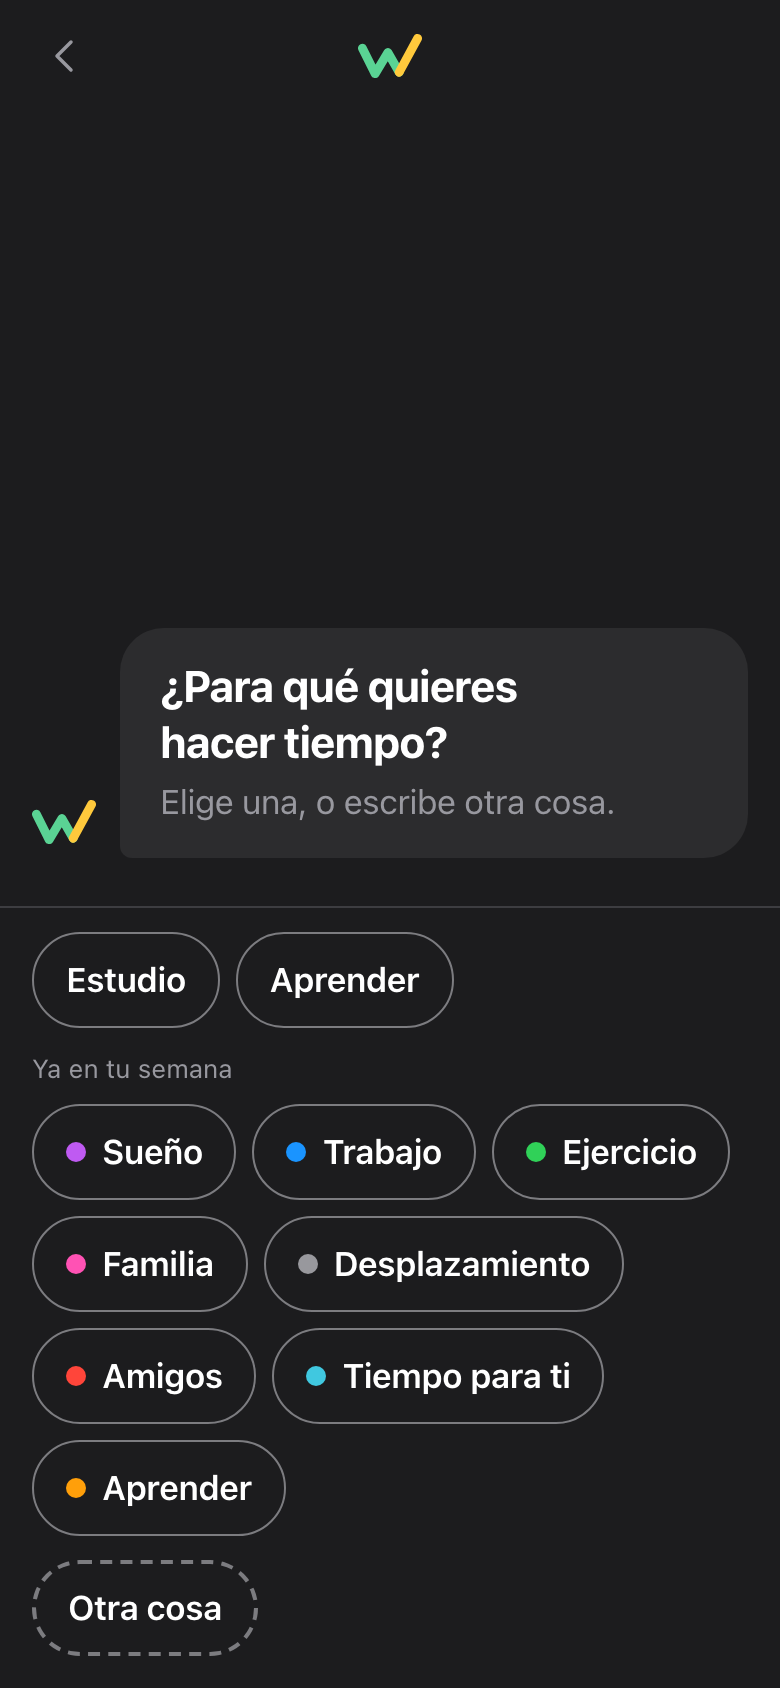 ¿Para qué quieres
hacer tiempo?
Elige una, o escribe otra cosa.
Estudio Aprender
Ya en tu semana
Sueño Trabajo Ejercicio
Familia Desplazamiento
Amigos Tiempo para ti
Aprender
Otra cosa